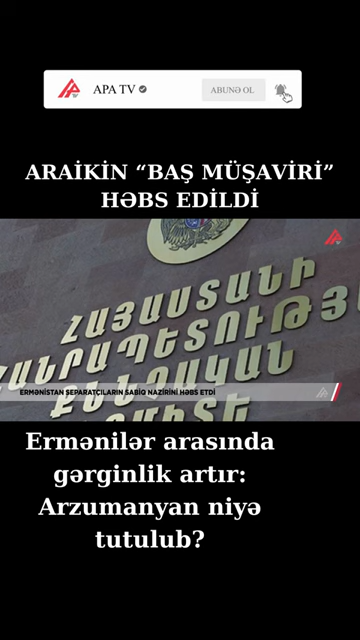 APA TV
ABUNƏ OL
ARAİKİN “BAŞ MÜŞAVİRİ”
HƏBS EDİLDİ
ՀԱՅԱՍՏԱՆԻ
ՀԱՆՐԱՊԵՏՈՒԹՅԱ
ՔՆՆՉԱԿԱՆ
ERMƏNİSTAN SEPARATÇILARIN SABİQ NAZİRİNİ HƏBS ETDİ
Ermənilər arasında
gərginlik artır:
Arzumanyan niyə
tutulub?